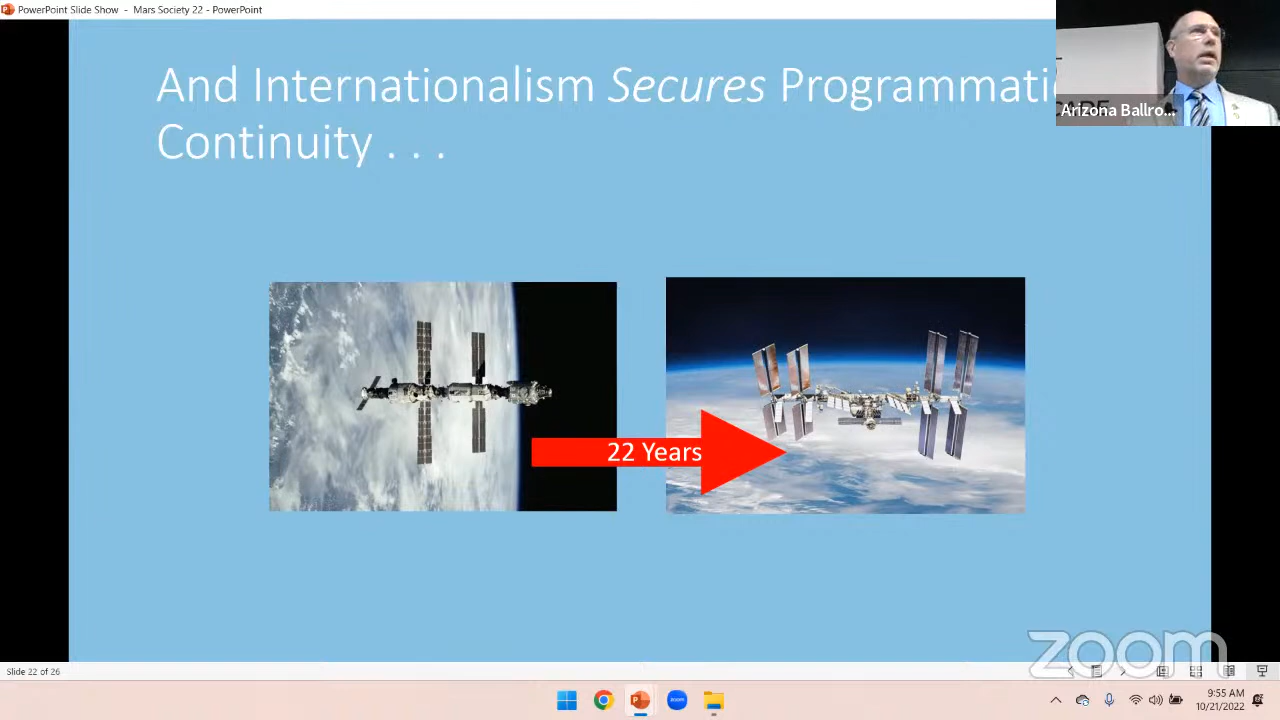 PowerPoint Slide Show - Mars Society 22 - PowerPoint
And Internationalism Secures Programmati
Continuity . . .
Arizona Ballro...
22 Years
zoom
Slide 22 of 26
zoom
9:55 AM
10/21/2022